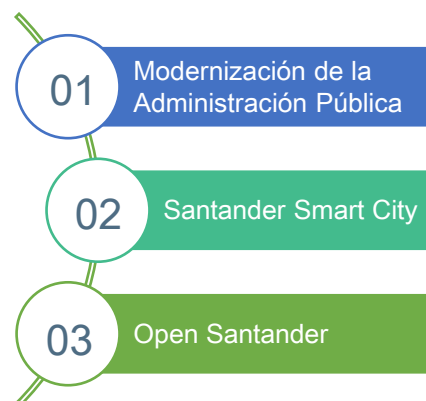 01
Modernización de la
Administración Pública
02
Santander Smart City
03
Open Santander